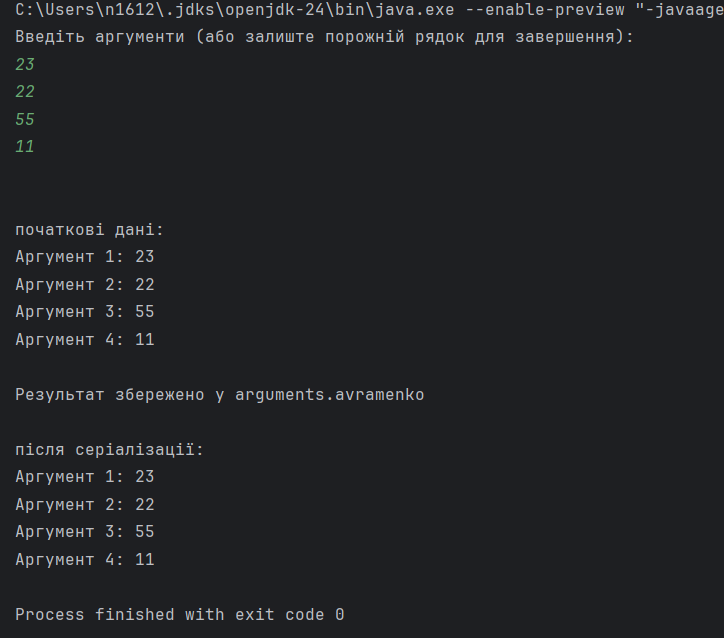 C:\Users\n1612\.jdks\openjdk-24\bin\java.exe --enable-preview "-javaage
Введіть аргументи (або залиште порожній рядок для завершення):
23
22
55
11
початкові дані:
Аргумент 1: 23
Аргумент 2: 22
Аргумент 3: 55
Аргумент 4: 11
Результат збережено у arguments.avramenko
після серіалізації:
Аргумент 1: 23
Аргумент 2: 22
Аргумент 3: 55
Аргумент 4: 11
Process finished with exit code 0